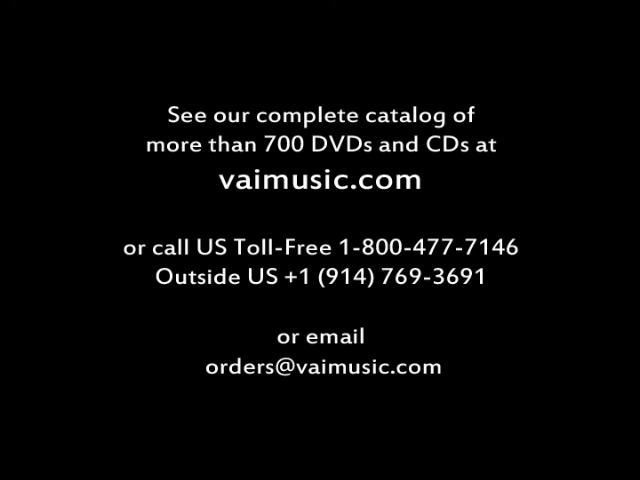 See our complete catalog of
more than 700 DVDs and CDs at
vaimusic.com
or call US Toll-Free 1-800-477-7146
Outside US +1 (914) 769-3691
or email
orders@vaimusic.com